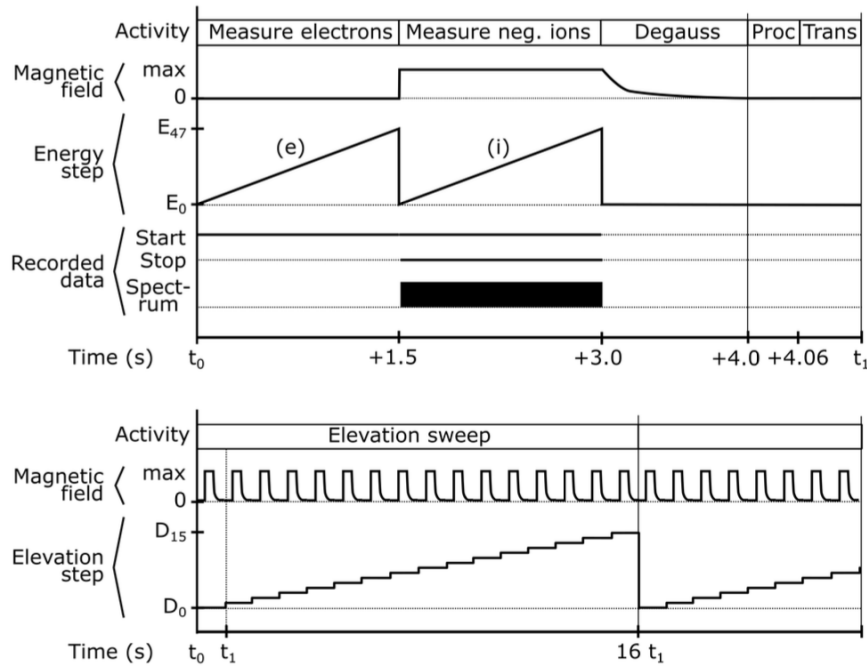 Activity Measure electrons Measure neg. ions Degauss Proc Trans
Magnetic field max
0
E47
Energy step (e) (i)
E0
Start
Recorded data Stop
Spect-
rum
Time (s) t0 +1.5 +3.0 +4.0 +4.06 t1
Activity Elevation sweep
Magnetic field max
0
D15
Elevation step
D0
Time (s) t0 t1 16 t1